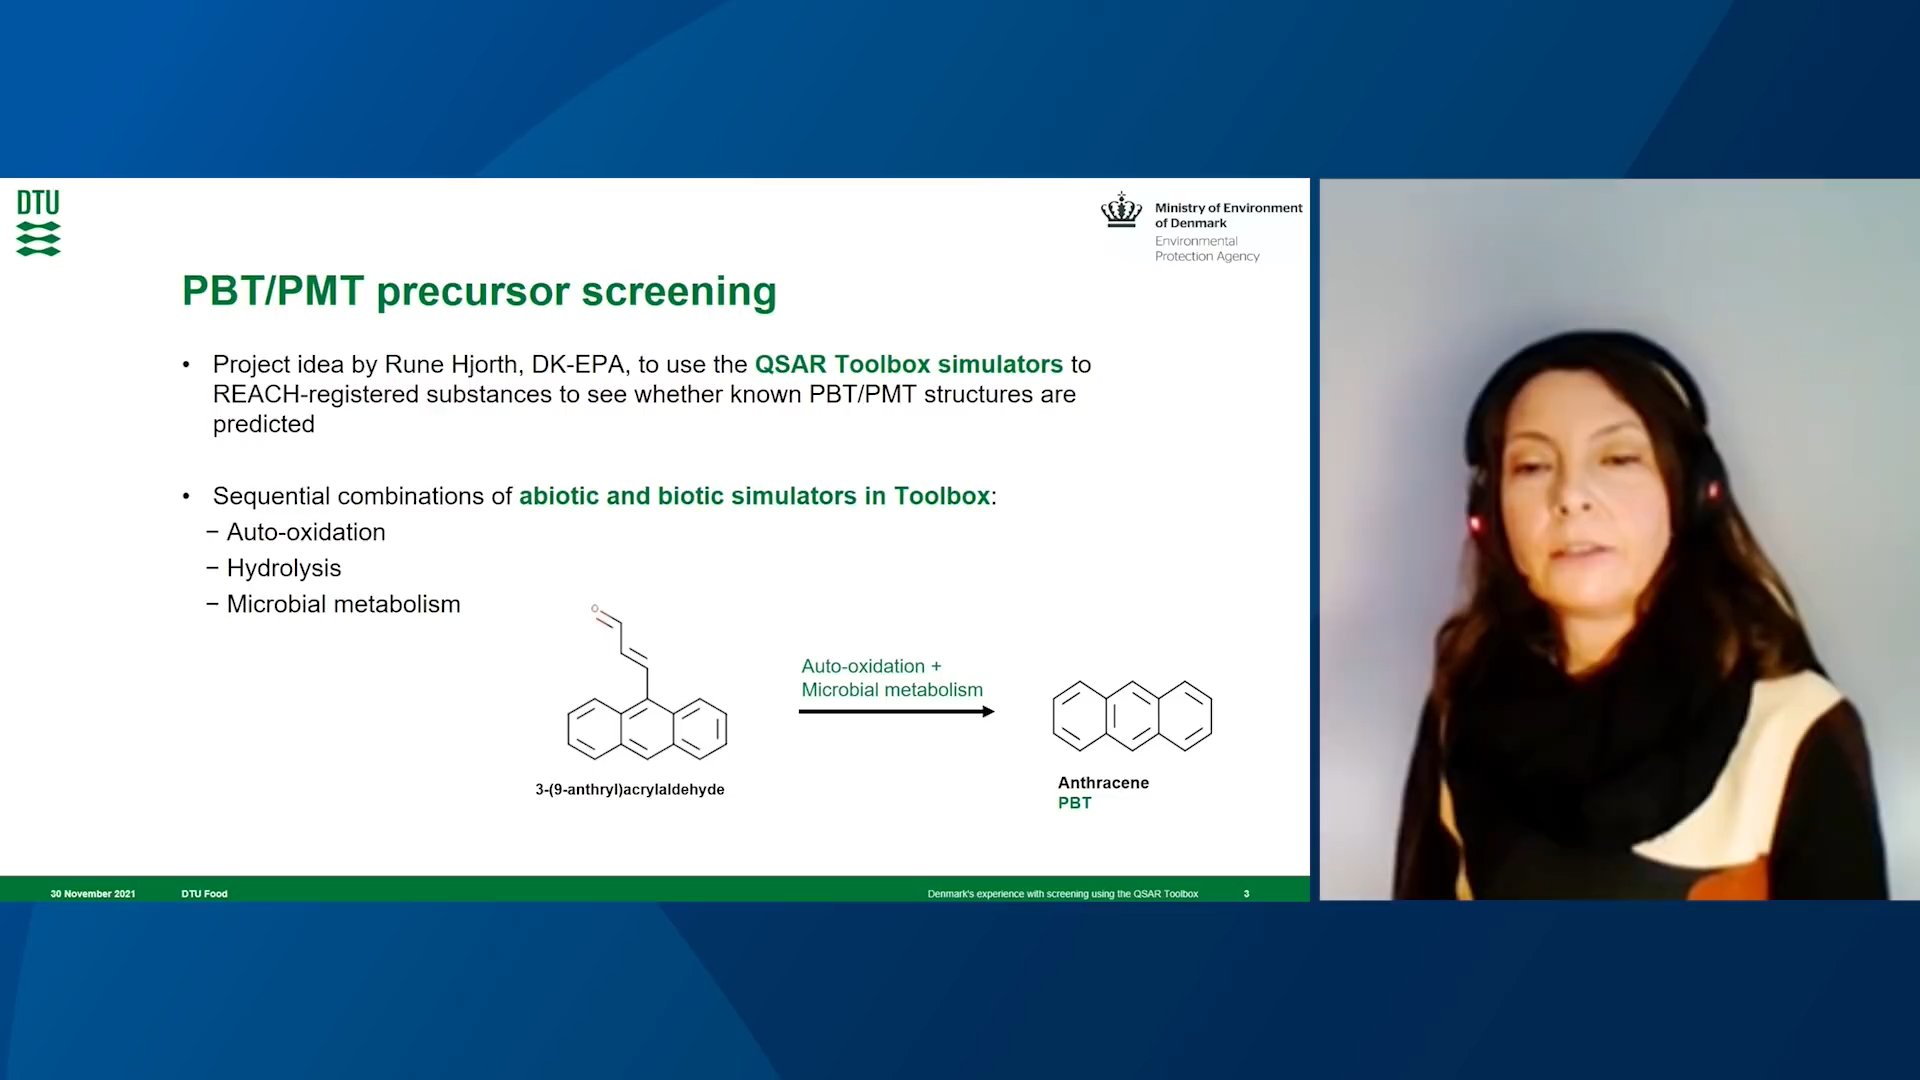 DTU
Ministry of Environment
of Denmark
Environmental
Protection Agency
PBT/PMT precursor screening
• Project idea by Rune Hjorth, DK-EPA, to use the QSAR Toolbox simulators to
REACH-registered substances to see whether known PBT/PMT structures are
predicted
• Sequential combinations of abiotic and biotic simulators in Toolbox:
– Auto-oxidation
– Hydrolysis
– Microbial metabolism
O
Auto-oxidation +
Microbial metabolism
3-(9-anthryl)acrylaldehyde
Anthracene
PBT
30 November 2021 DTU Food Denmark's experience with screening using the QSAR Toolbox 3